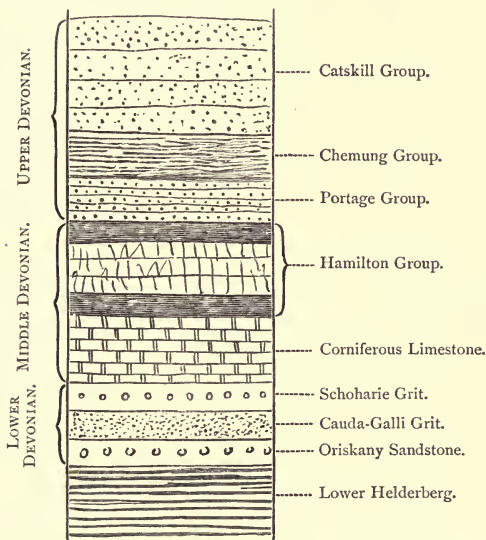 UPPER DEVONIAN.
Catskill Group.
Chemung Group.
Portage Group.
MIDDLE DEVONIAN.
Hamilton Group.
Corniferous Limestone.
LOWER
DEVONIAN.
Schoharie Grit.
Cauda-Galli Grit.
Oriskany Sandstone.
Lower Helderberg.